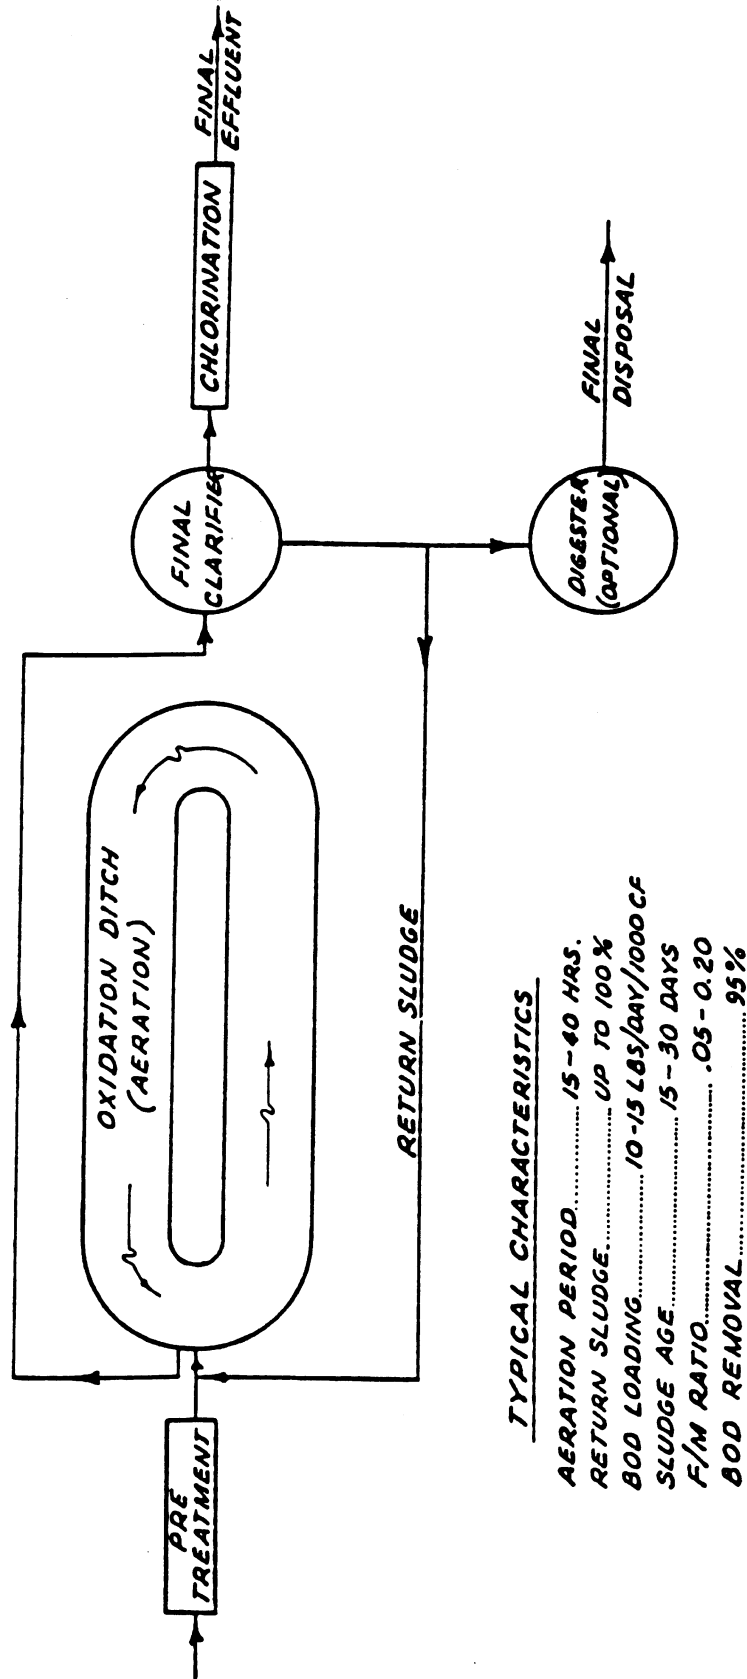 PRE
TREATMENT
OXIDATION DITCH
(AERATION)
FINAL
CLARIFIER
CHLORINATION
FINAL
EFFLUENT
RETURN SLUDGE
DIGESTER
(OPTIONAL)
FINAL
DISPOSAL
TYPICAL CHARACTERISTICS
AERATION PERIOD............15-40 HRS.
RETURN SLUDGE..............UP TO 100%
BOD LOADING..............10-15 LBS/DAY/1000CF
SLUDGE AGE..................15-30 DAYS
F/M RATIO......................05-0.20
BOD REMOVAL..................95%